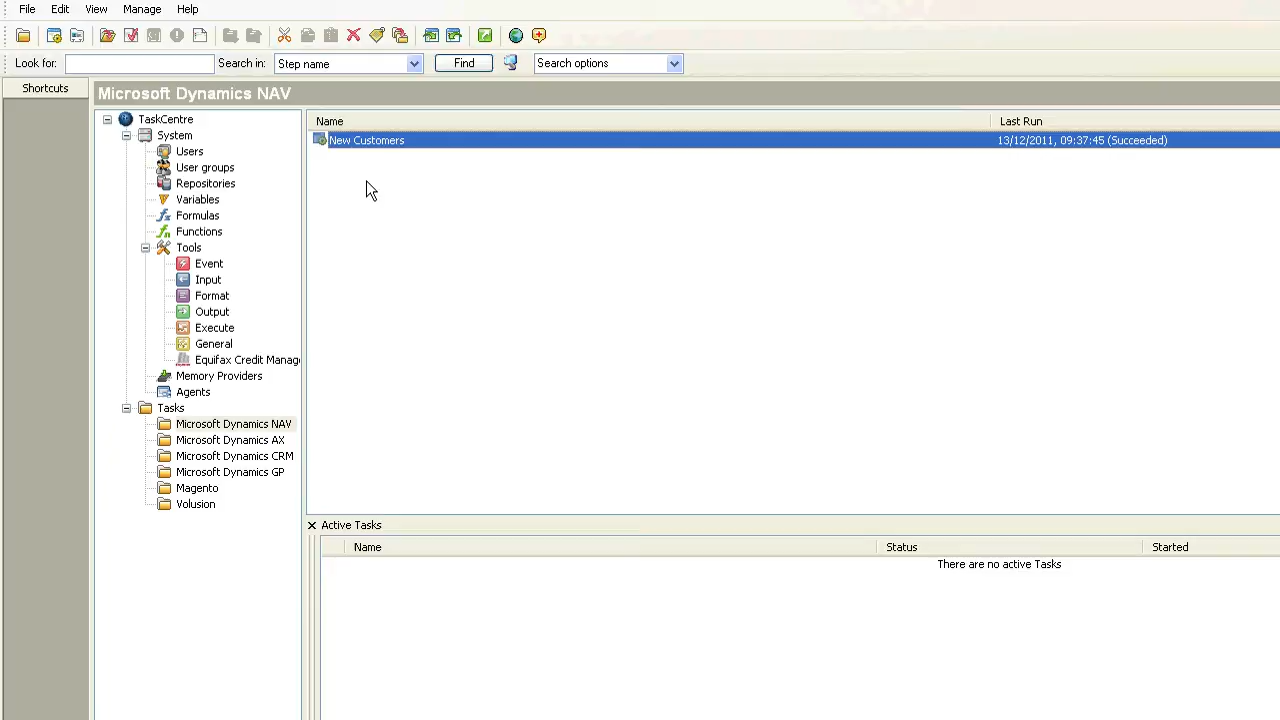 File Edit View Manage Help
Look for: Search in: Step name Find Search options
Shortcuts
Microsoft Dynamics NAV
TaskCentre
System
Users
User groups
Repositories
Variables
Formulas
Functions
Tools
Event
Input
Format
Output
Execute
General
Equifax Credit Manag
Memory Providers
Agents
Tasks
Microsoft Dynamics NAV
Microsoft Dynamics AX
Microsoft Dynamics CRM
Microsoft Dynamics GP
Magento
Volusion
Name Last Run
New Customers 13/12/2011, 09:37:45 (Succeeded)
Active Tasks
Name Status Started
There are no active Tasks